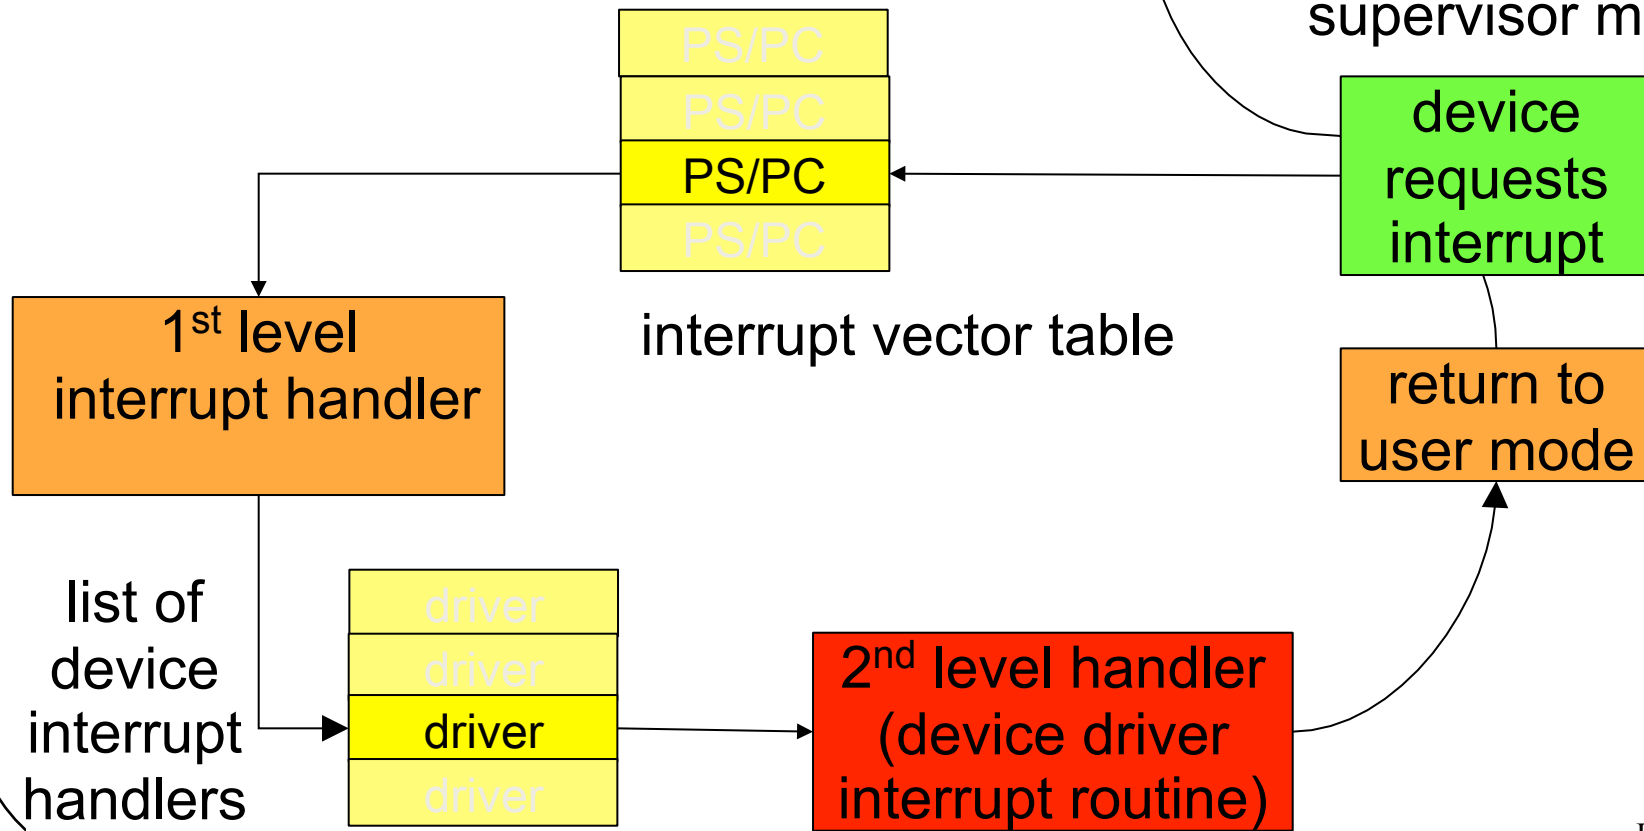 supervisor m
PS/PC
PS/PC
PS/PC
PS/PC
device
requests
interrupt
1st level
interrupt handler
interrupt vector table
return to
user mode
list of
device
interrupt
handlers
driver
driver
driver
driver
2nd level handler
(device driver
interrupt routine)